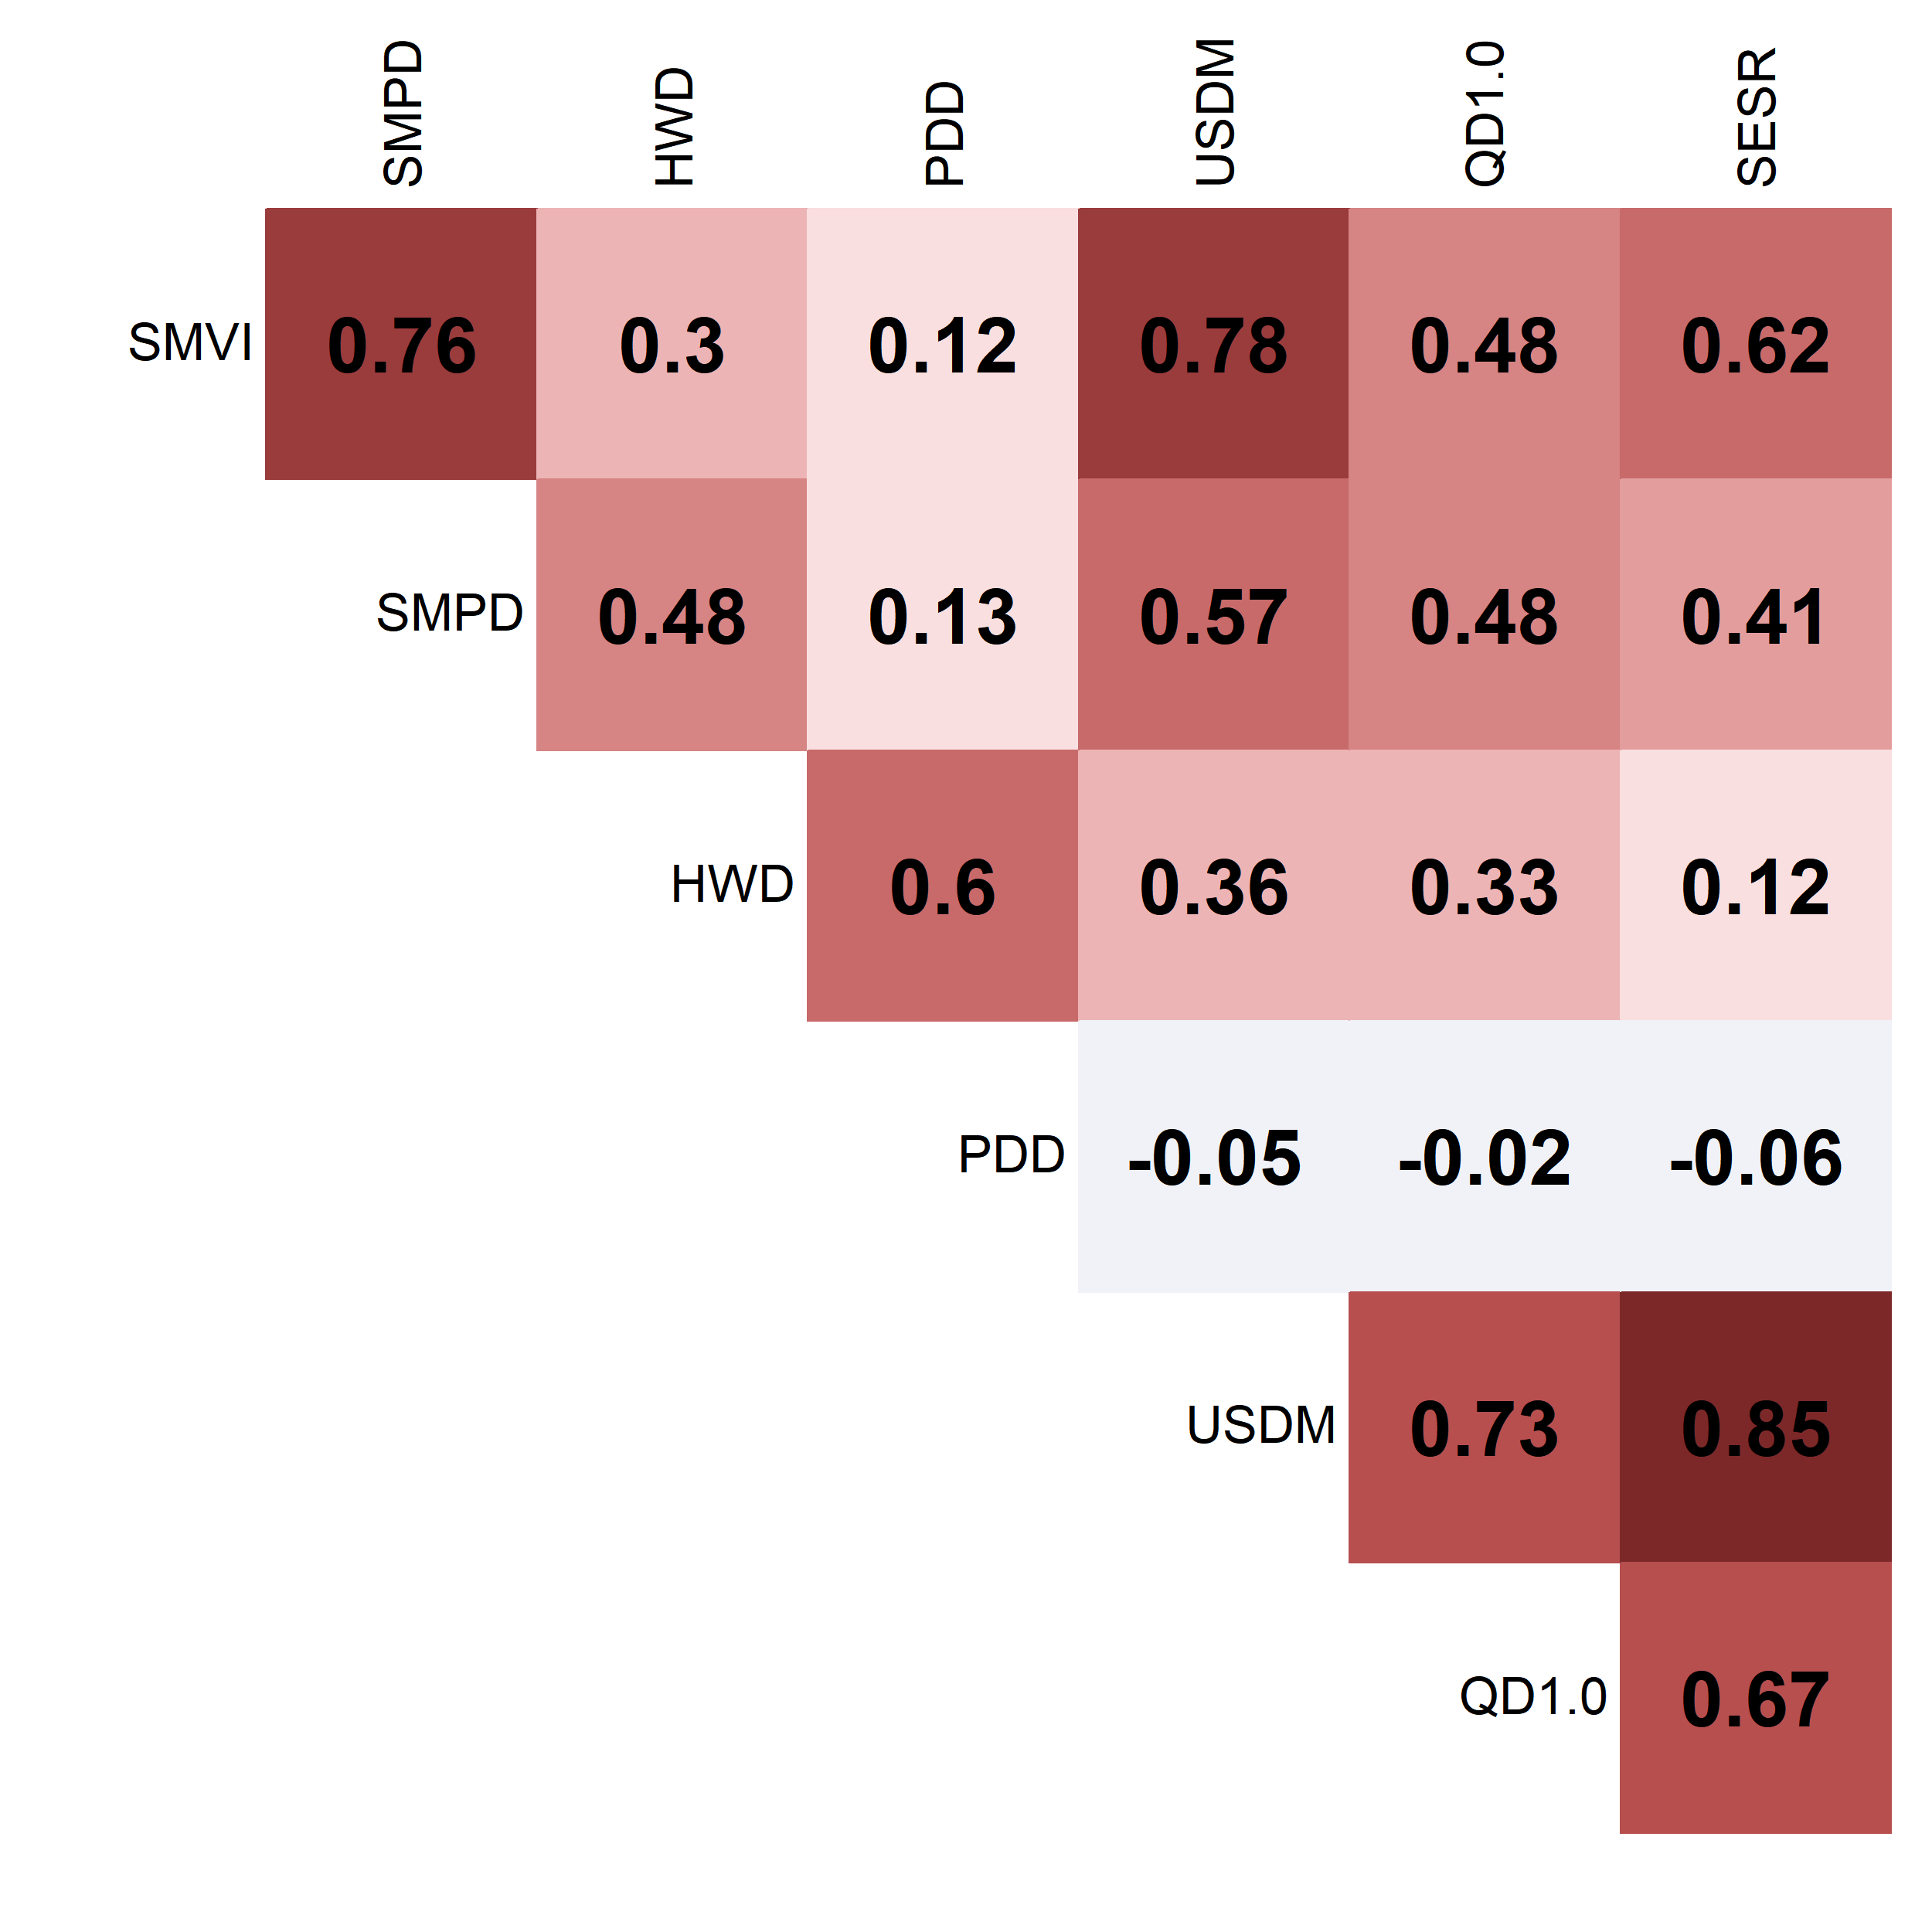 SMPD HWD PDD USDM QD1.0 SESR
SMVI 0.76 0.3 0.12 0.78 0.48 0.62
SMPD 0.48 0.13 0.57 0.48 0.41
HWD 0.6 0.36 0.33 0.12
PDD -0.05 -0.02 -0.06
USDM 0.73 0.85
QD1.0 0.67